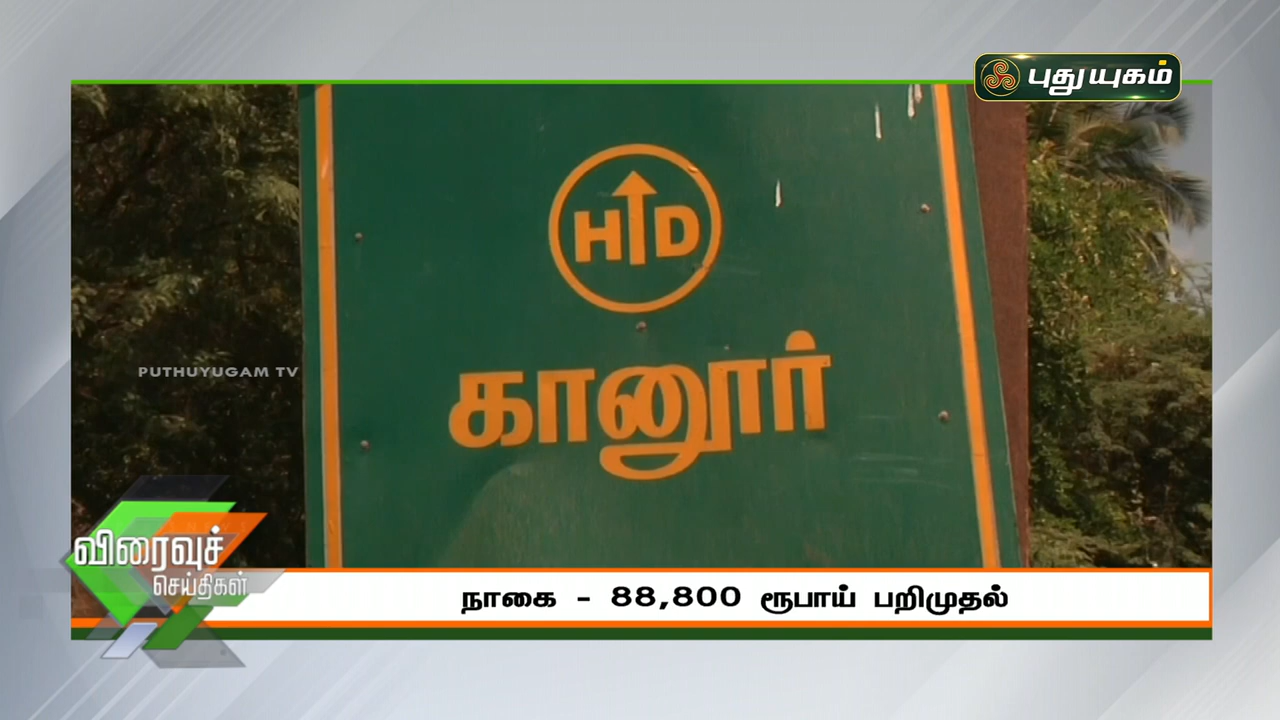 புதுயுகம்
HD
கானூர்
PUTHUYUGAM TV
விரைவுச்
செய்திகள்
நாகை - 88,800 ரூபாய் பறிமுதல்